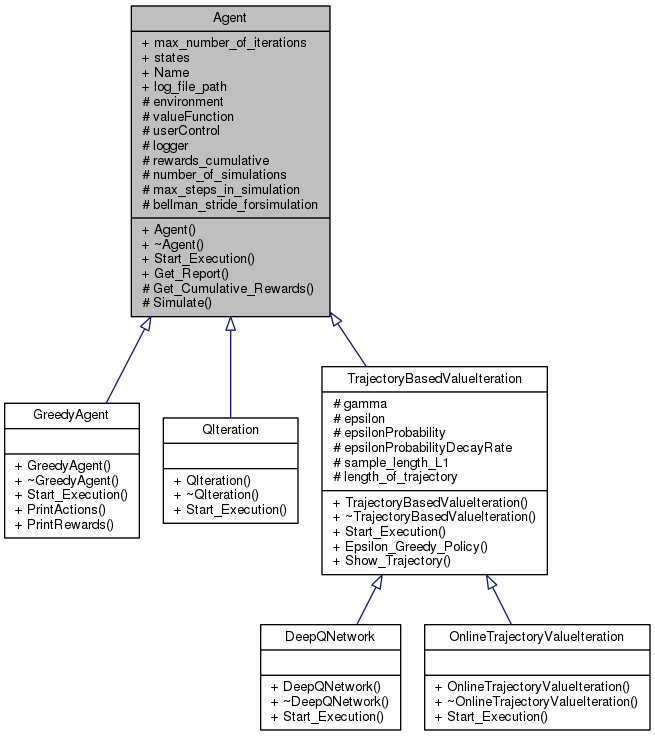 Agent
+ max_number_of_iterations
+ states
+ Name
+ log_file_path
# environment
# valueFunction
# userControl
# logger
# rewards_cumulative
# number_of_simulations
# max_steps_in_simulation
# bellman_stride_forsimulation
+ Agent()
+ ~Agent()
+ Start_Execution()
+ Get_Report()
# Get_Cumulative_Rewards()
# Simulate()
GreedyAgent
+ GreedyAgent()
+ ~GreedyAgent()
+ Start_Execution()
+ PrintActions()
+ PrintRewards()
QIteration
+ QIteration()
+ ~QIteration()
+ Start_Execution()
TrajectoryBasedValueIteration
# gamma
# epsilon
# epsilonProbability
# epsilonProbabilityDecayRate
# sample_length_L1
# length_of_trajectory
+ TrajectoryBasedValueIteration()
+ ~TrajectoryBasedValueIteration()
+ Start_Execution()
+ Epsilon_Greedy_Policy()
+ Show_Trajectory()
DeepQNetwork
+ DeepQNetwork()
+ ~DeepQNetwork()
+ Start_Execution()
OnlineTrajectoryValueIteration
+ OnlineTrajectoryValueIteration()
+ ~OnlineTrajectoryValueIteration()
+ Start_Execution()